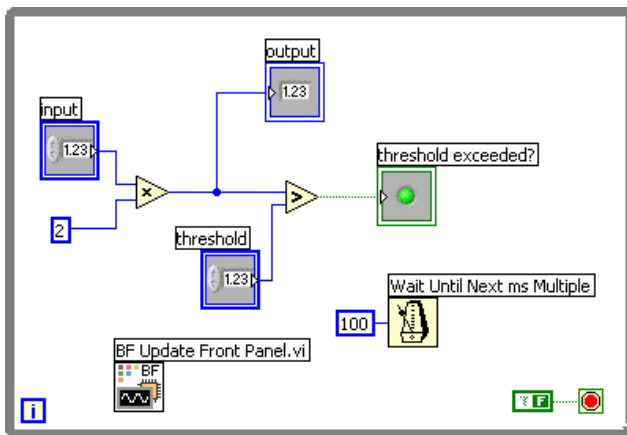 output
1.23
input
1.23
threshold exceeded?
×
>
2
threshold
1.23
Wait Until Next ms Multiple
100
BF Update Front Panel.vi
BF
i
F